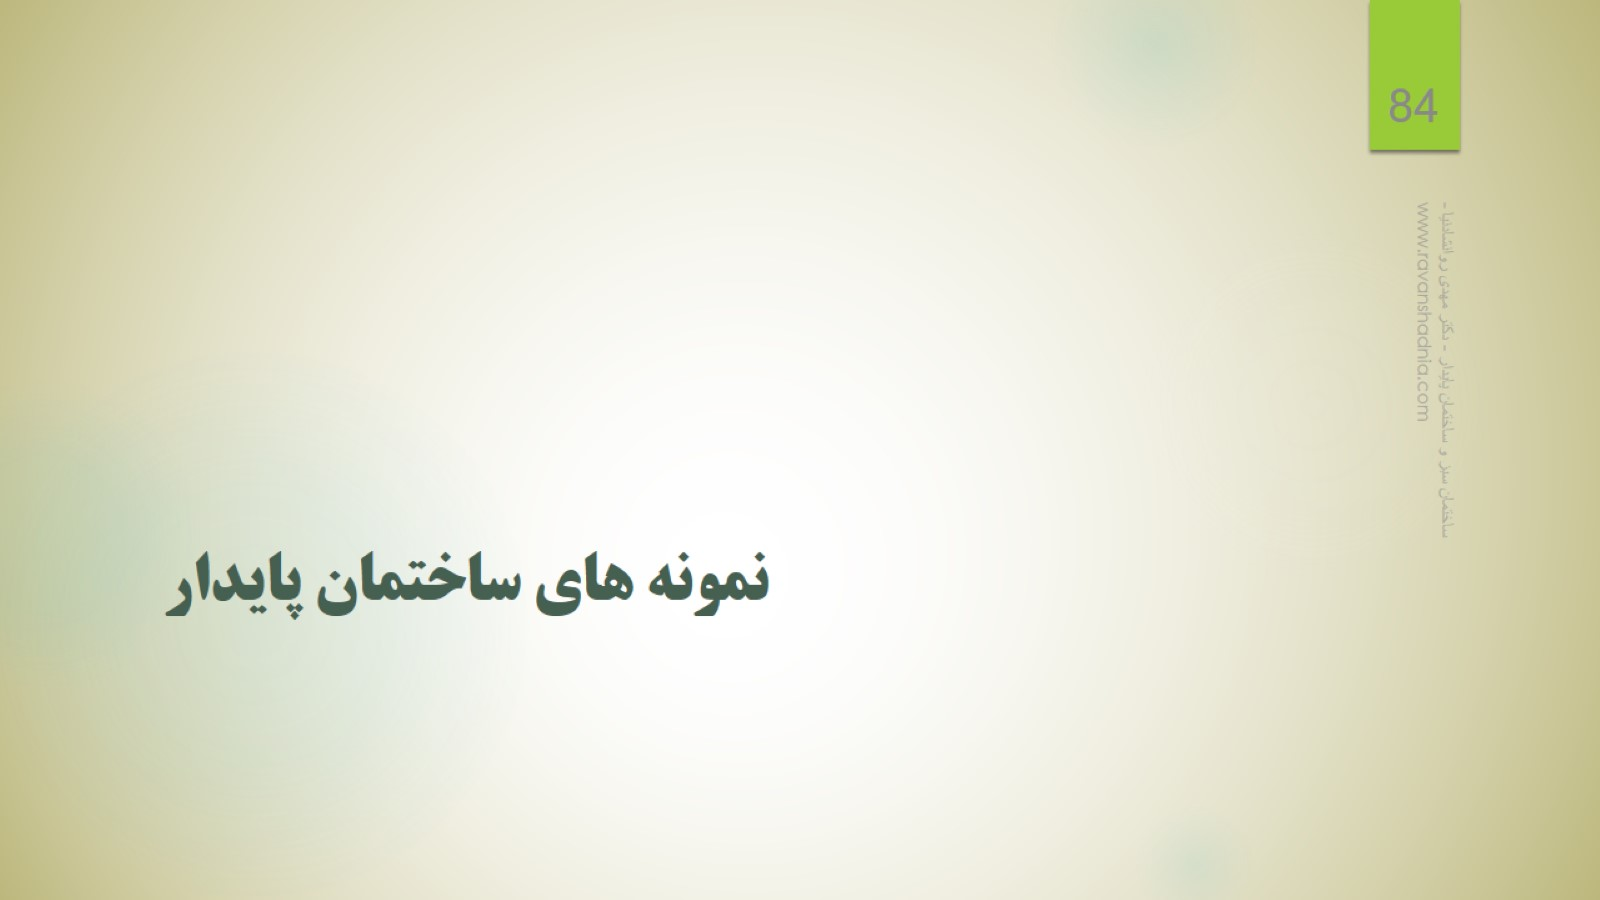 84
ساختمان سبز و ساختمان پایدار - دکتر مهدی روانشادنیا -
www.ravanshadnia.com
نمونه های ساختمان پایدار